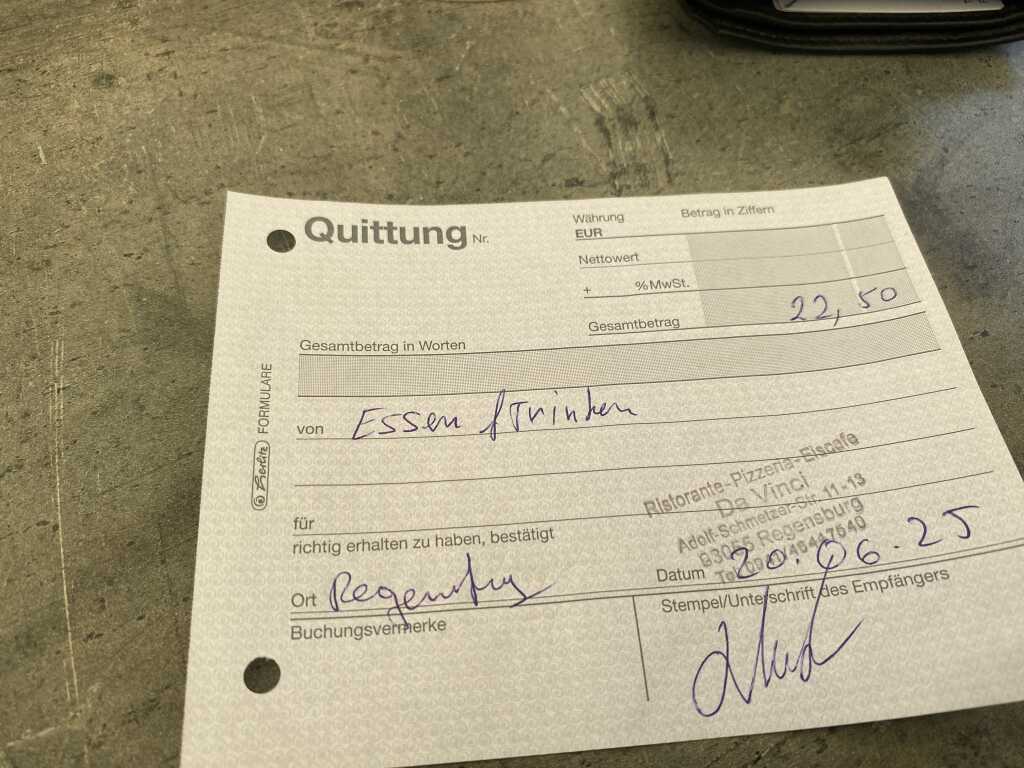 Quittung Nr.
Währung Betrag in Ziffern
EUR
Nettowert
+ %MwSt.
Gesamtbetrag 22,50
Gesamtbetrag in Worten
von Essen / Trinken
für
richtig erhalten zu haben, bestätigt
Ristorante-Pizzeria-Eiscafe
Da Vinci
Adolf-Schmetzer-Str. 11-13
93055 Regensburg
Ort Regensburg
Datum 20.06.25
Buchungsvermerke
Stempel/Unterschrift des Empfängers
Herlitz FORMULARE